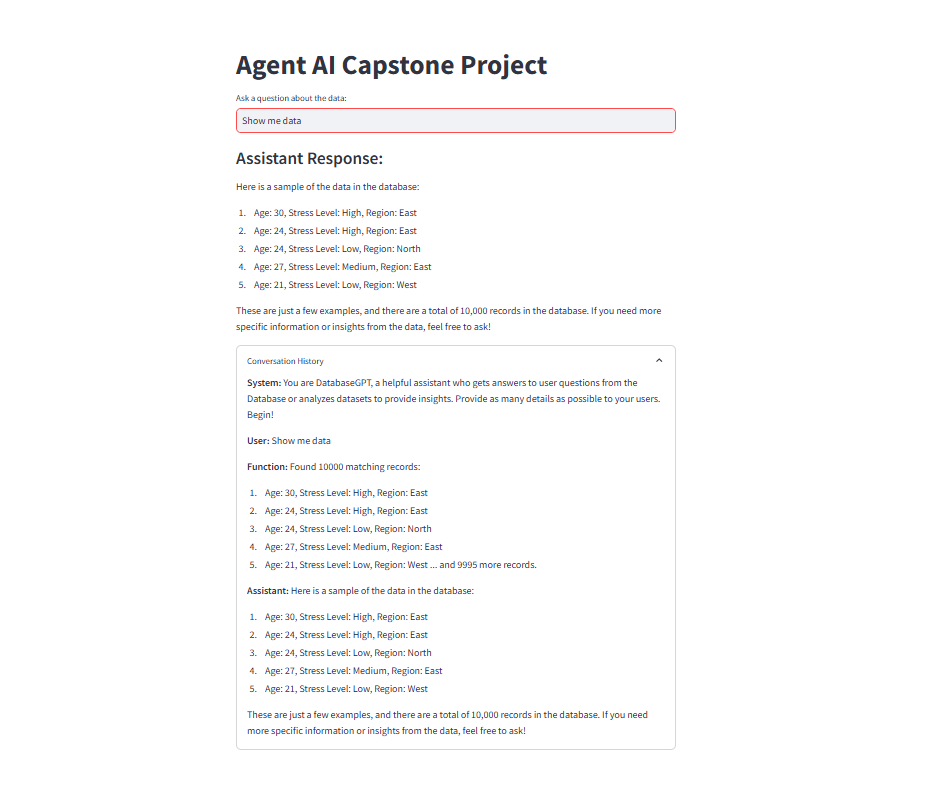 Agent AI Capstone Project
Ask a question about the data:
Show me data
Assistant Response:
Here is a sample of the data in the database:
1. Age: 30, Stress Level: High, Region: East
2. Age: 24, Stress Level: High, Region: East
3. Age: 24, Stress Level: Low, Region: North
4. Age: 27, Stress Level: Medium, Region: East
5. Age: 21, Stress Level: Low, Region: West
These are just a few examples, and there are a total of 10,000 records in the database. If you need more
specific information or insights from the data, feel free to ask!
Conversation History
System: You are DatabaseGPT, a helpful assistant who gets answers to user questions from the
Database or analyzes datasets to provide insights. Provide as many details as possible to your users.
Begin!
User: Show me data
Function: Found 10000 matching records:
1. Age: 30, Stress Level: High, Region: East
2. Age: 24, Stress Level: High, Region: East
3. Age: 24, Stress Level: Low, Region: North
4. Age: 27, Stress Level: Medium, Region: East
5. Age: 21, Stress Level: Low, Region: West ... and 9995 more records.
Assistant: Here is a sample of the data in the database:
1. Age: 30, Stress Level: High, Region: East
2. Age: 24, Stress Level: High, Region: East
3. Age: 24, Stress Level: Low, Region: North
4. Age: 27, Stress Level: Medium, Region: East
5. Age: 21, Stress Level: Low, Region: West
These are just a few examples, and there are a total of 10,000 records in the database. If you need
more specific information or insights from the data, feel free to ask!